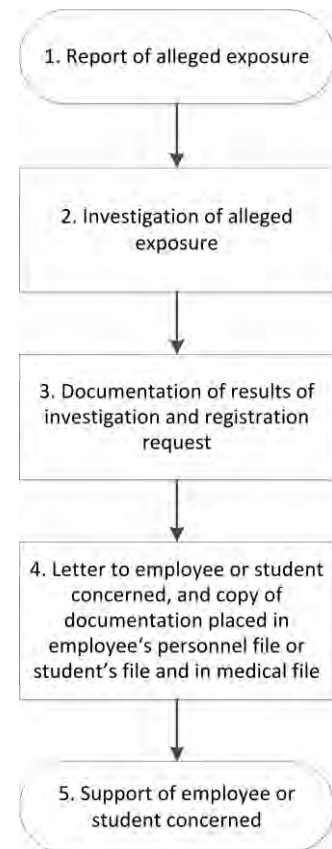 1. Report of alleged exposure
2. Investigation of alleged
exposure
3. Documentation of results of
investigation and registration
request
4. Letter to employee or student
concerned, and copy of
documentation placed in
employee's personnel file or
student's file and in medical file
5. Support of employee or
student concerned